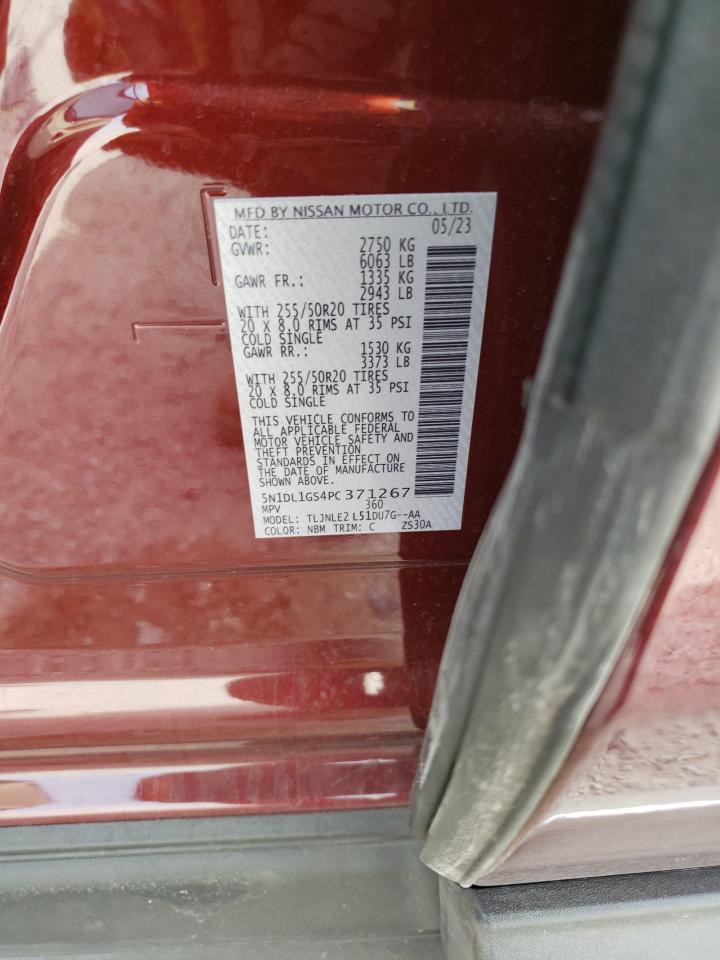 MFD BY NISSAN MOTOR CO., LTD.
DATE: 05/23
GVWR: 2750 KG
6063 LB
GAWR FR.: 1335 KG
2943 LB
WITH 255/50R20 TIRES
20 X 8.0 RIMS AT 35 PSI
COLD SINGLE
GAWR RR.: 1530 KG
3373 LB
WITH 255/50R20 TIRES
20 X 8.0 RIMS AT 35 PSI
COLD SINGLE
THIS VEHICLE CONFORMS TO
ALL APPLICABLE FEDERAL
MOTOR VEHICLE SAFETY AND
THEFT PREVENTION
STANDARDS IN EFFECT ON
THE DATE OF MANUFACTURE
SHOWN ABOVE.
5N1DL1GS4PC371267
MPV 360
MODEL: TLJNLE2 L51DU7G--AA
COLOR: NBM TRIM: C ZS30A